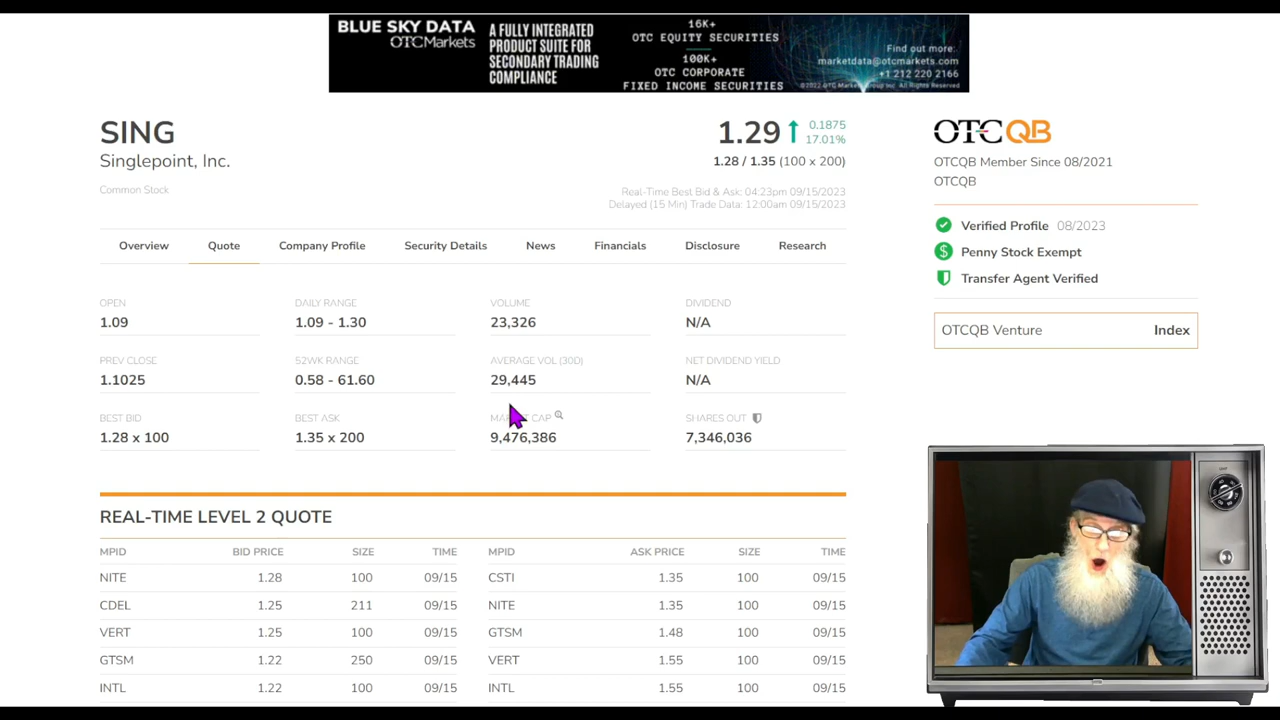 BLUE SKY DATA
OTCMarkets
A FULLY INTEGRATED
PRODUCT SUITE FOR
SECONDARY TRADING
COMPLIANCE
16K+
OTC EQUITY SECURITIES
100K+
OTC CORPORATE
FIXED INCOME SECURITIES
Find out more:
marketdata@otcmarkets.com
+1 212 220 2166
©2022 OTC Markets Group Inc. All Rights Reserved
SING
Singlepoint, Inc.
Common Stock
1.29 0.1875
17.01%
1.28 / 1.35 (100 x 200)
Real-Time Best Bid & Ask: 04:23pm 09/15/2023
Delayed (15 Min) Trade Data: 12:00am 09/15/2023
OTCQB
OTCQB Member Since 08/2021
OTCQB
Verified Profile 08/2023
Penny Stock Exempt
Transfer Agent Verified
OTCQB Venture Index
Overview Quote Company Profile Security Details News Financials Disclosure Research
OPEN DAILY RANGE VOLUME DIVIDEND
1.09 1.09 - 1.30 23,326 N/A
PREV CLOSE 52WK RANGE AVERAGE VOL (30D) NET DIVIDEND YIELD
1.1025 0.58 - 61.60 29,445 N/A
BEST BID BEST ASK CAP SHARES OUT
1.28 x 100 1.35 x 200 9,476,386 7,346,036
REAL-TIME LEVEL 2 QUOTE
MPID BID PRICE SIZE TIME MPID ASK PRICE SIZE TIME
NITE 1.28 100 09/15 CSTI 1.35 100 09/15
CDEL 1.25 211 09/15 NITE 1.35 100 09/15
VERT 1.25 100 09/15 GTSM 1.48 100 09/15
GTSM 1.22 250 09/15 VERT 1.55 100 09/15
INTL 1.22 100 09/15 INTL 1.55 100 09/15